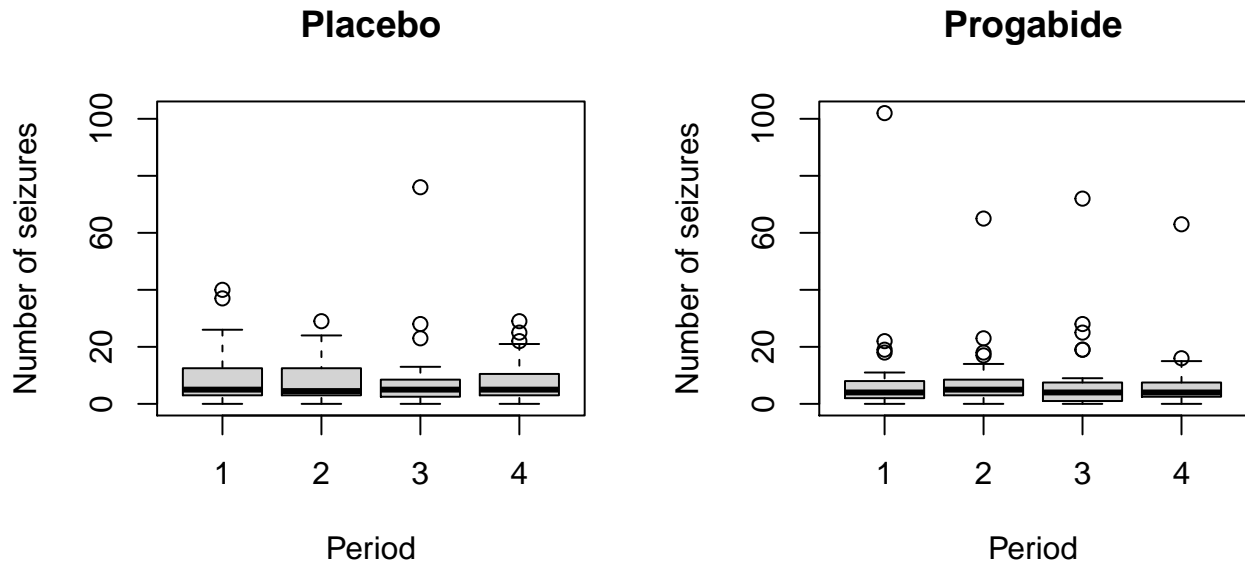 Placebo
Number of seizures
0
20
60
100
1 2 3 4
Period
Progabide
Number of seizures
0
20
60
100
1 2 3 4
Period